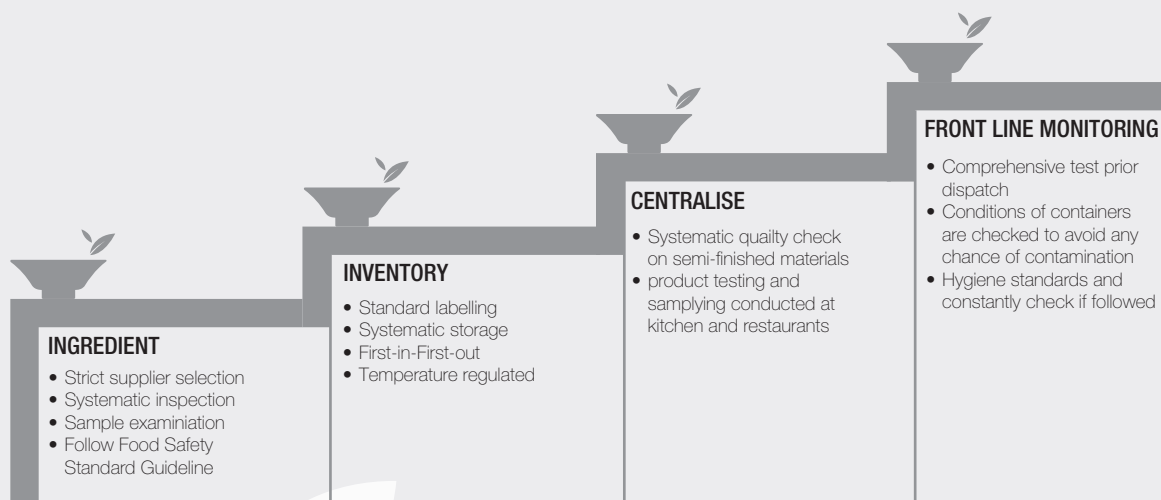 INGREDIENT
• Strict supplier selection
• Systematic inspection
• Sample examiniation
• Follow Food Safety
Standard Guideline
INVENTORY
• Standard labelling
• Systematic storage
• First-in-First-out
• Temperature regulated
CENTRALISE
• Systematic quailty check
on semi-finished materials
• product testing and
samplying conducted at
kitchen and restaurants
FRONT LINE MONITORING
• Comprehensive test prior
dispatch
• Conditions of containers
are checked to avoid any
chance of contamination
• Hygiene standards and
constantly check if followed